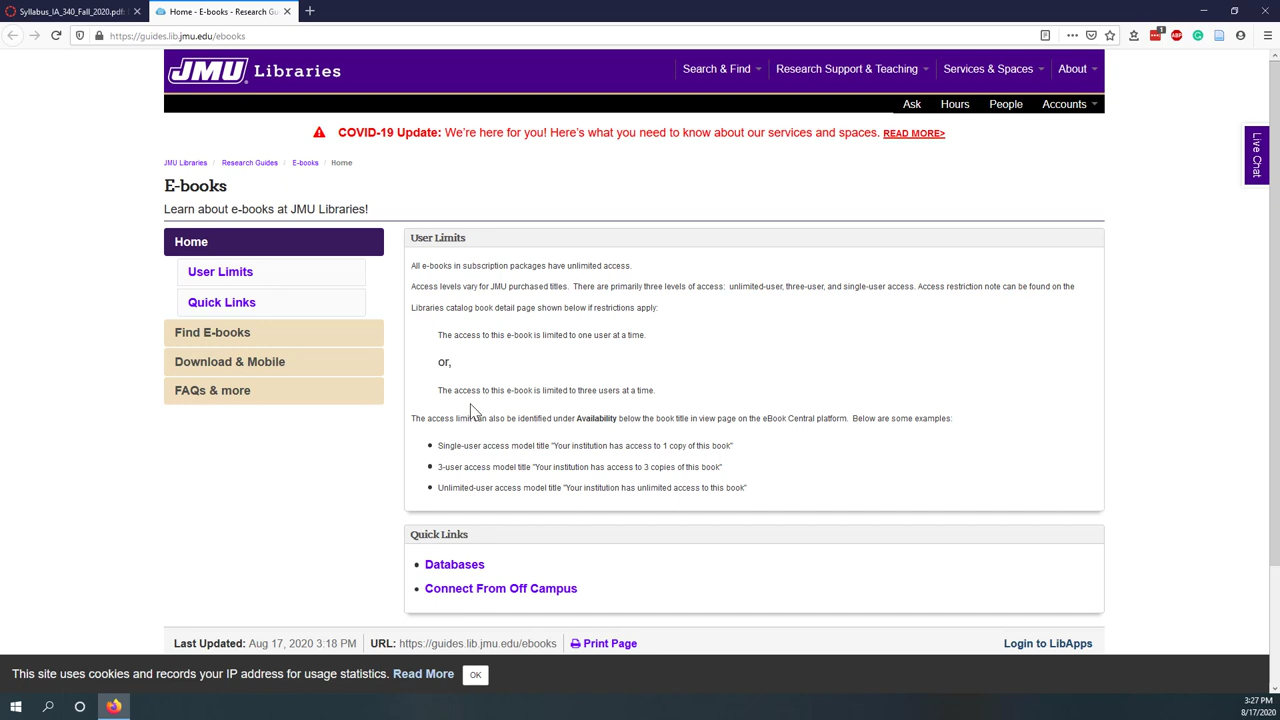 Syllabus_IA_340_Fall_2020.pdf:
Home - E-books - Research Gu
https://guides.lib.jmu.edu/ebooks
JMU Libraries
Search & Find
Research Support & Teaching
Services & Spaces
About
Ask
Hours
People
Accounts
COVID-19 Update: We're here for you! Here's what you need to know about our services and spaces. READ MORE>
Live Chat
JMU Libraries / Research Guides / E-books / Home
E-books
Learn about e-books at JMU Libraries!
Home
User Limits
Quick Links
Find E-books
Download & Mobile
FAQs & more
User Limits
All e-books in subscription packages have unlimited access.
Access levels vary for JMU purchased titles. There are primarily three levels of access: unlimited-user, three-user, and single-user access. Access restriction note can be found on the
Libraries catalog book detail page shown below if restrictions apply:
The access to this e-book is limited to one user at a time.
or,
The access to this e-book is limited to three users at a time.
The access limit can also be identified under Availability below the book title in view page on the eBook Central platform. Below are some examples:
Single-user access model title "Your institution has access to 1 copy of this book"
3-user access model title "Your institution has access to 3 copies of this book"
Unlimited-user access model title "Your institution has unlimited access to this book"
Quick Links
Databases
Connect From Off Campus
Last Updated: Aug 17, 2020 3:18 PM
URL: https://guides.lib.jmu.edu/ebooks
Print Page
Login to LibApps
This site uses cookies and records your IP address for usage statistics. Read More
OK
3:27 PM
8/17/2020